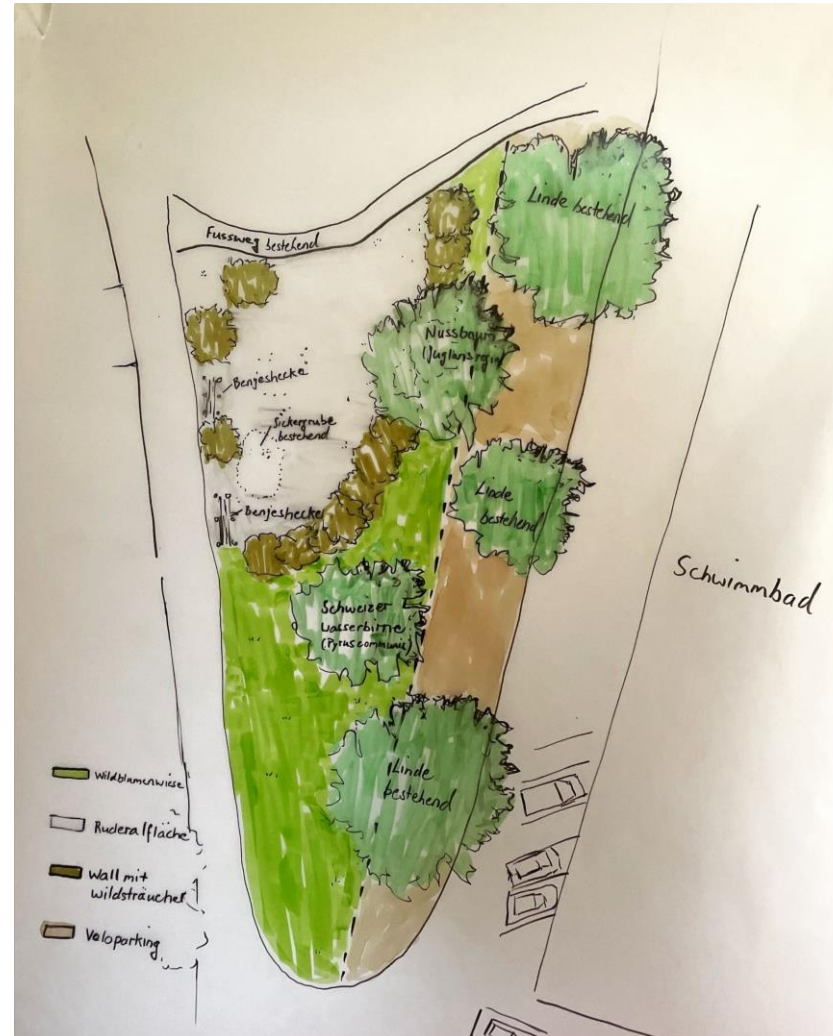 Linde bestehend
Fussweg bestehend
Nussbaum
(Juglans regia
Benjeshecke
Sickergrube
bestehend
Linde
bestehend
Benjeshecke
Schwimmbad
Schweizer
Wasserbirne
(Pyrus communis)
Linde
bestehend
Wildblumenwiese
Ruderalfläche
Wall mit
wildsträucher
Veloparking